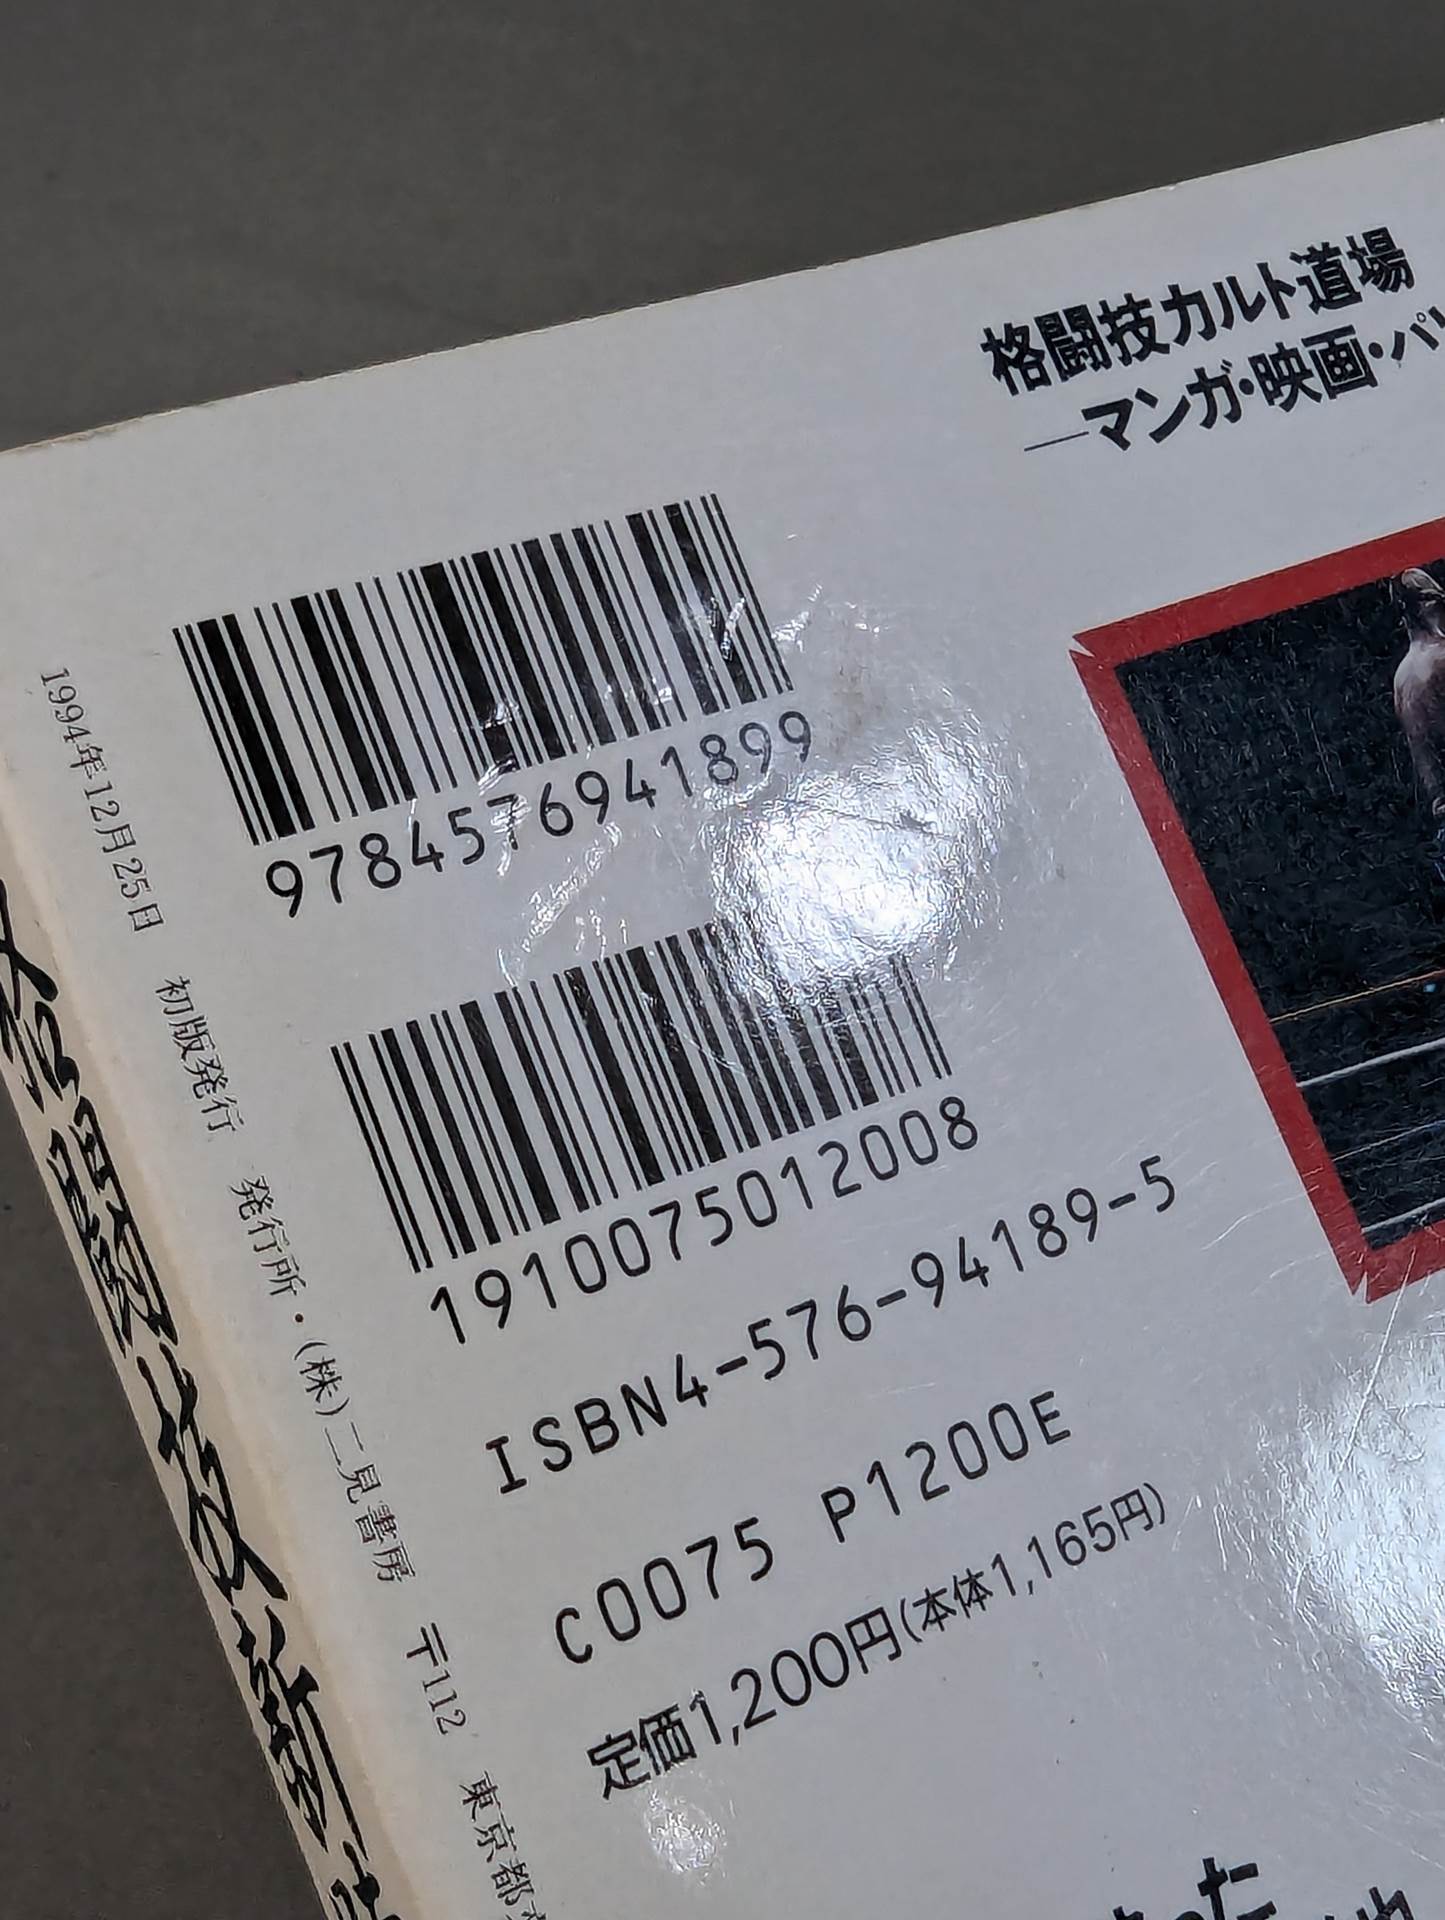 格闘技カルト道場
―マンガ・映画・パソ
9784576941899
1910075012008
ISBN4-576-94189-5
C0075 P1200E
定価1,200円(本体1,165円)
1994年12月25日 初版発行 発行所・(株)二見書房 〒112 東京都